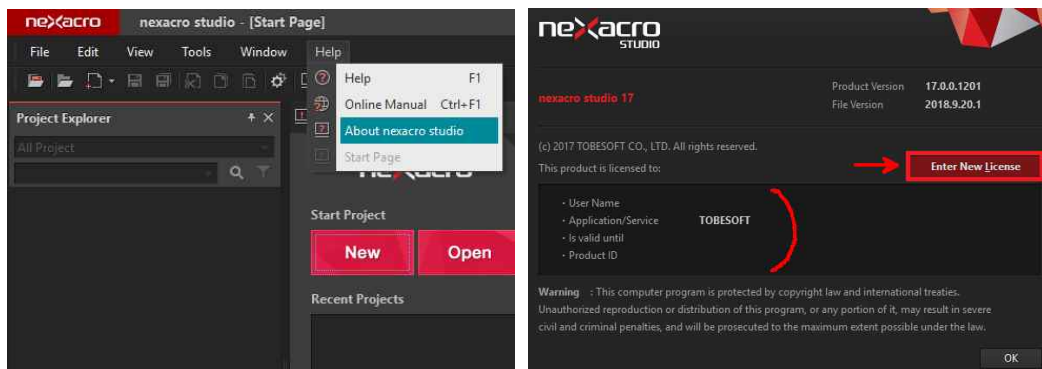 nexacro
nexacro studio - [Start Page]
File Edit View Tools Window Help
Help F1
Online Manual Ctrl+F1
About nexacro studio
Start Page
Project Explorer
All Project
Start Project
New
Open
Recent Projects
nexacro
STUDIO
nexacro studio 17
Product Version 17.0.0.1201
File Version 2018.9.20.1
(c) 2017 TOBESOFT CO., LTD. All rights reserved.
This product is licensed to:
Enter New License
· User Name
· Application/Service TOBESOFT
· Is valid until
· Product ID
Warning : This computer program is protected by copyright law and international treaties.
Unauthorized reproduction or distribution of this program, or any portion of it, may result in severe
civil and criminal penalties, and will be prosecuted to the maximum extent possible under the law.
OK